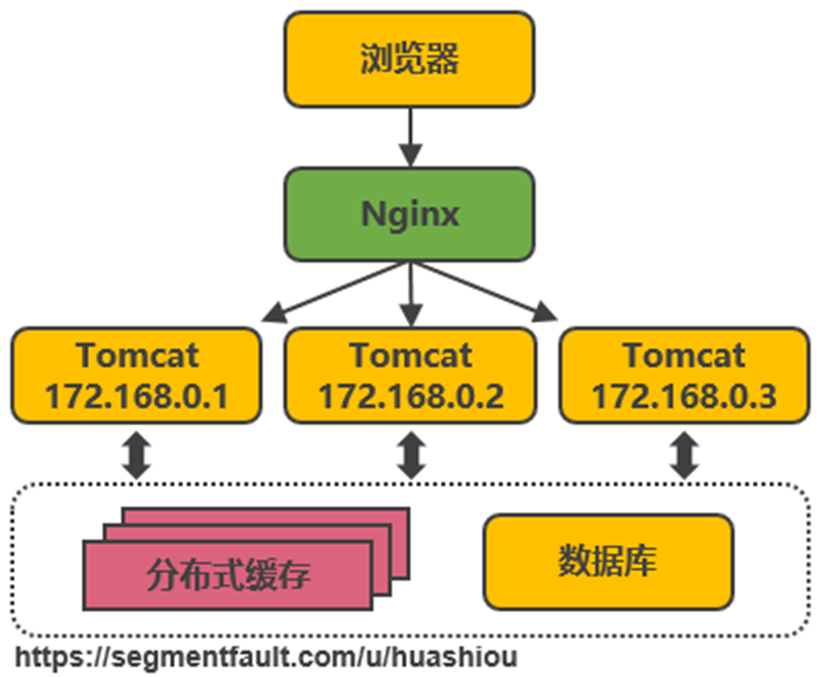 浏览器
Nginx
Tomcat
172.168.0.1
Tomcat
172.168.0.2
Tomcat
172.168.0.3
分布式缓存
数据库
https://segmentfault.com/u/huashiou